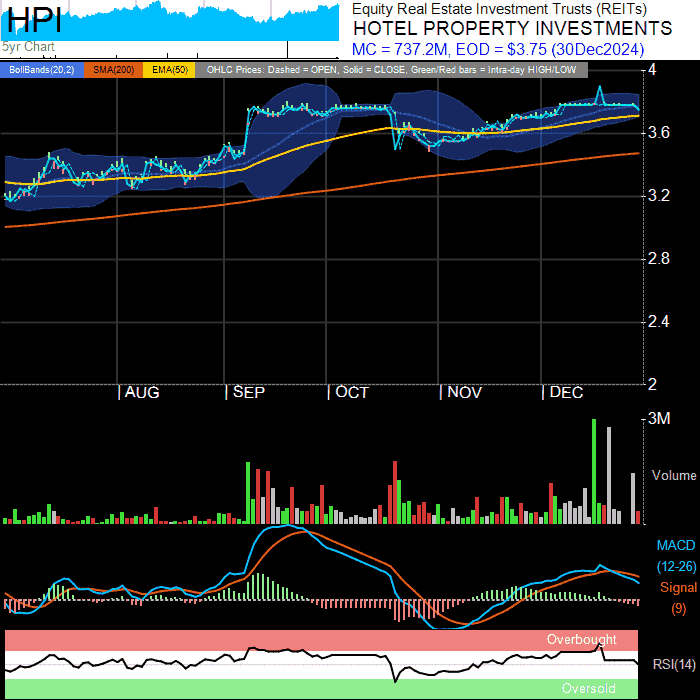 HPI
5yr Chart
Equity Real Estate Investment Trusts (REITs)
HOTEL PROPERTY INVESTMENTS
MC = 737.2M, EOD = $3.75 (30Dec2024)
BollBands(20,2) SMA(200) EMA(50) OHLC Prices: Dashed = OPEN, Solid = CLOSE, Green/Red bars = Intra-day HIGH/LOW
4
3.6
3.2
2.8
2.4
2
AUG SEP OCT NOV DEC
3M
Volume
MACD
(12-26)
Signal
(9)
Overbought
RSI(14)
Oversold